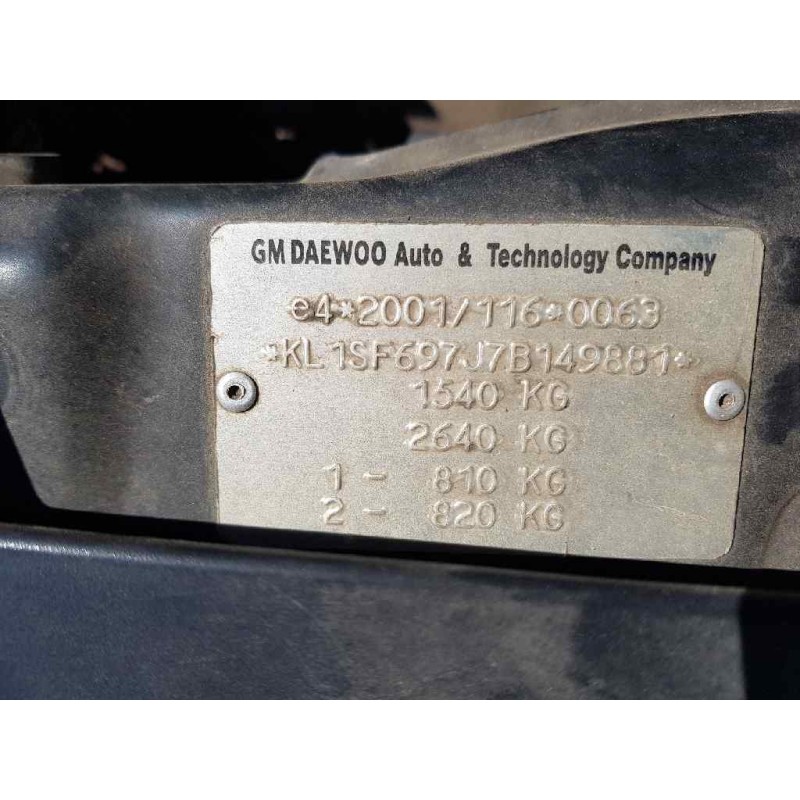 GM DAEWOO Auto & Technology Company
e4*2001/116*0063
*KL1SF697J7B149881*
1540 KG
2640 KG
1 - 810 KG
2 - 820 KG